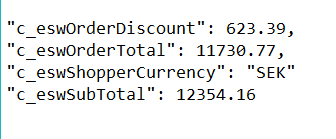 "c_eswOrderDiscount": 623.39,
"c_eswOrderTotal": 11730.77,
"c_eswShopperCurrency": "SEK"
"c_eswSubTotal": 12354.16